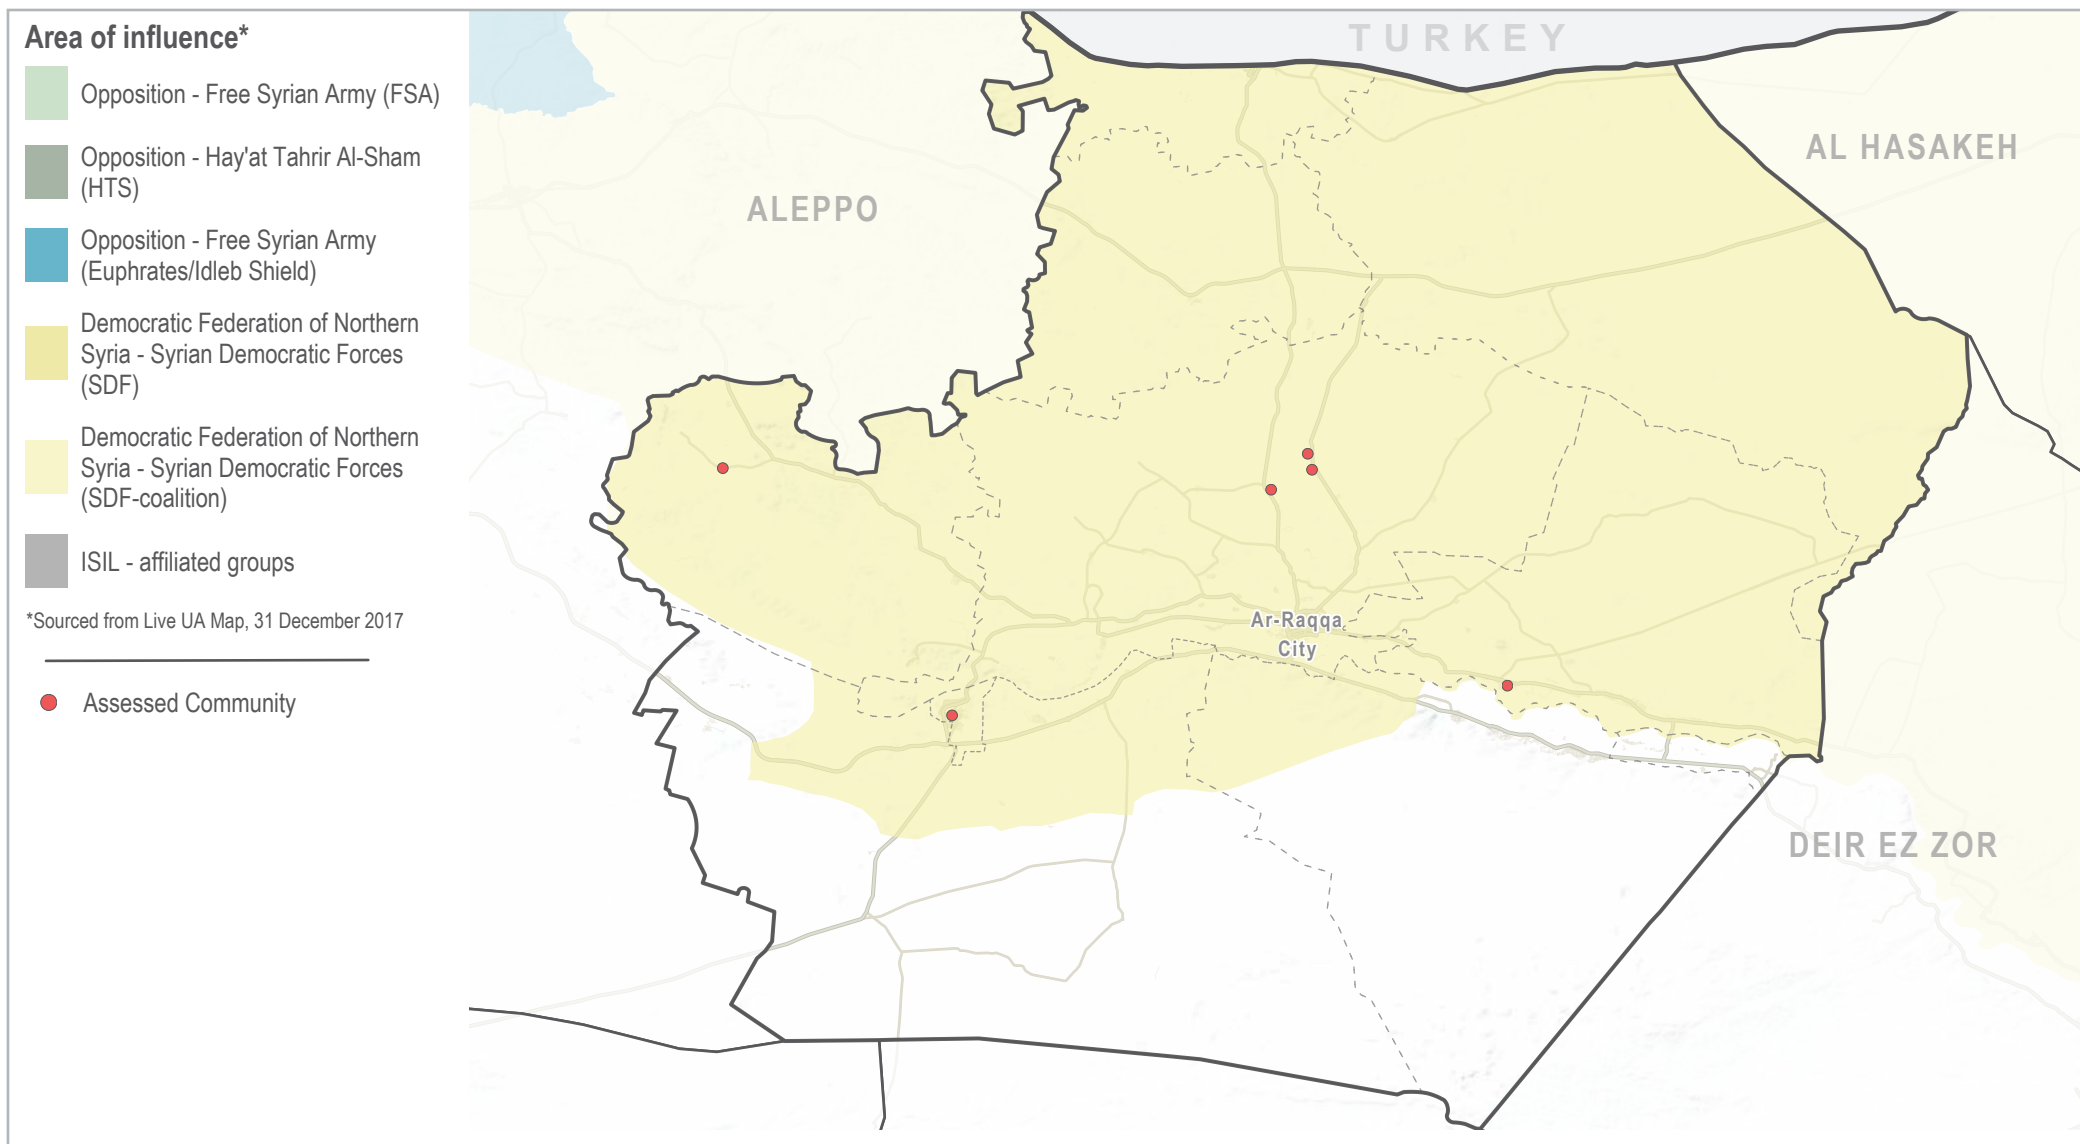 Area of influence*
Opposition - Free Syrian Army (FSA)
Opposition - Hay'at Tahrir Al-Sham
(HTS)
Opposition - Free Syrian Army
(Euphrates/Idleb Shield)
Democratic Federation of Northern
Syria - Syrian Democratic Forces
(SDF)
Democratic Federation of Northern
Syria - Syrian Democratic Forces
(SDF-coalition)
ISIL - affiliated groups
*Sourced from Live UA Map, 31 December 2017
Assessed Community
TURKEY
AL HASAKEH
ALEPPO
Ar-Raqqa
City
DEIR EZ ZOR